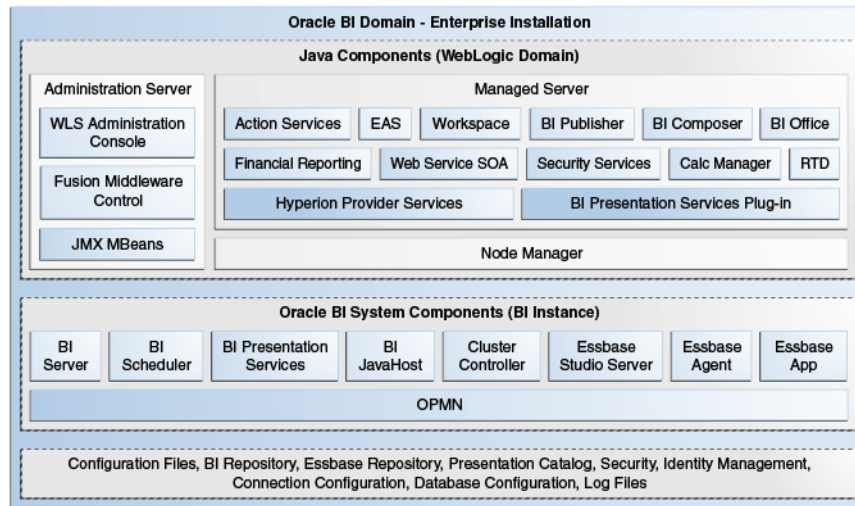 Oracle BI Domain - Enterprise Installation
Java Components (WebLogic Domain)
Administration Server
WLS Administration
Console
Fusion Middleware
Control
JMX MBeans
Managed Server
Action Services
EAS
Workspace
BI Publisher
BI Composer
BI Office
Financial Reporting
Web Service SOA
Security Services
Calc Manager
RTD
Hyperion Provider Services
BI Presentation Services Plug-in
Node Manager
Oracle BI System Components (BI Instance)
BI
Server
BI
Scheduler
BI Presentation
Services
BI
JavaHost
Cluster
Controller
Essbase
Studio Server
Essbase
Agent
Essbase
App
OPMN
Configuration Files, BI Repository, Essbase Repository, Presentation Catalog, Security, Identity Management,
Connection Configuration, Database Configuration, Log Files